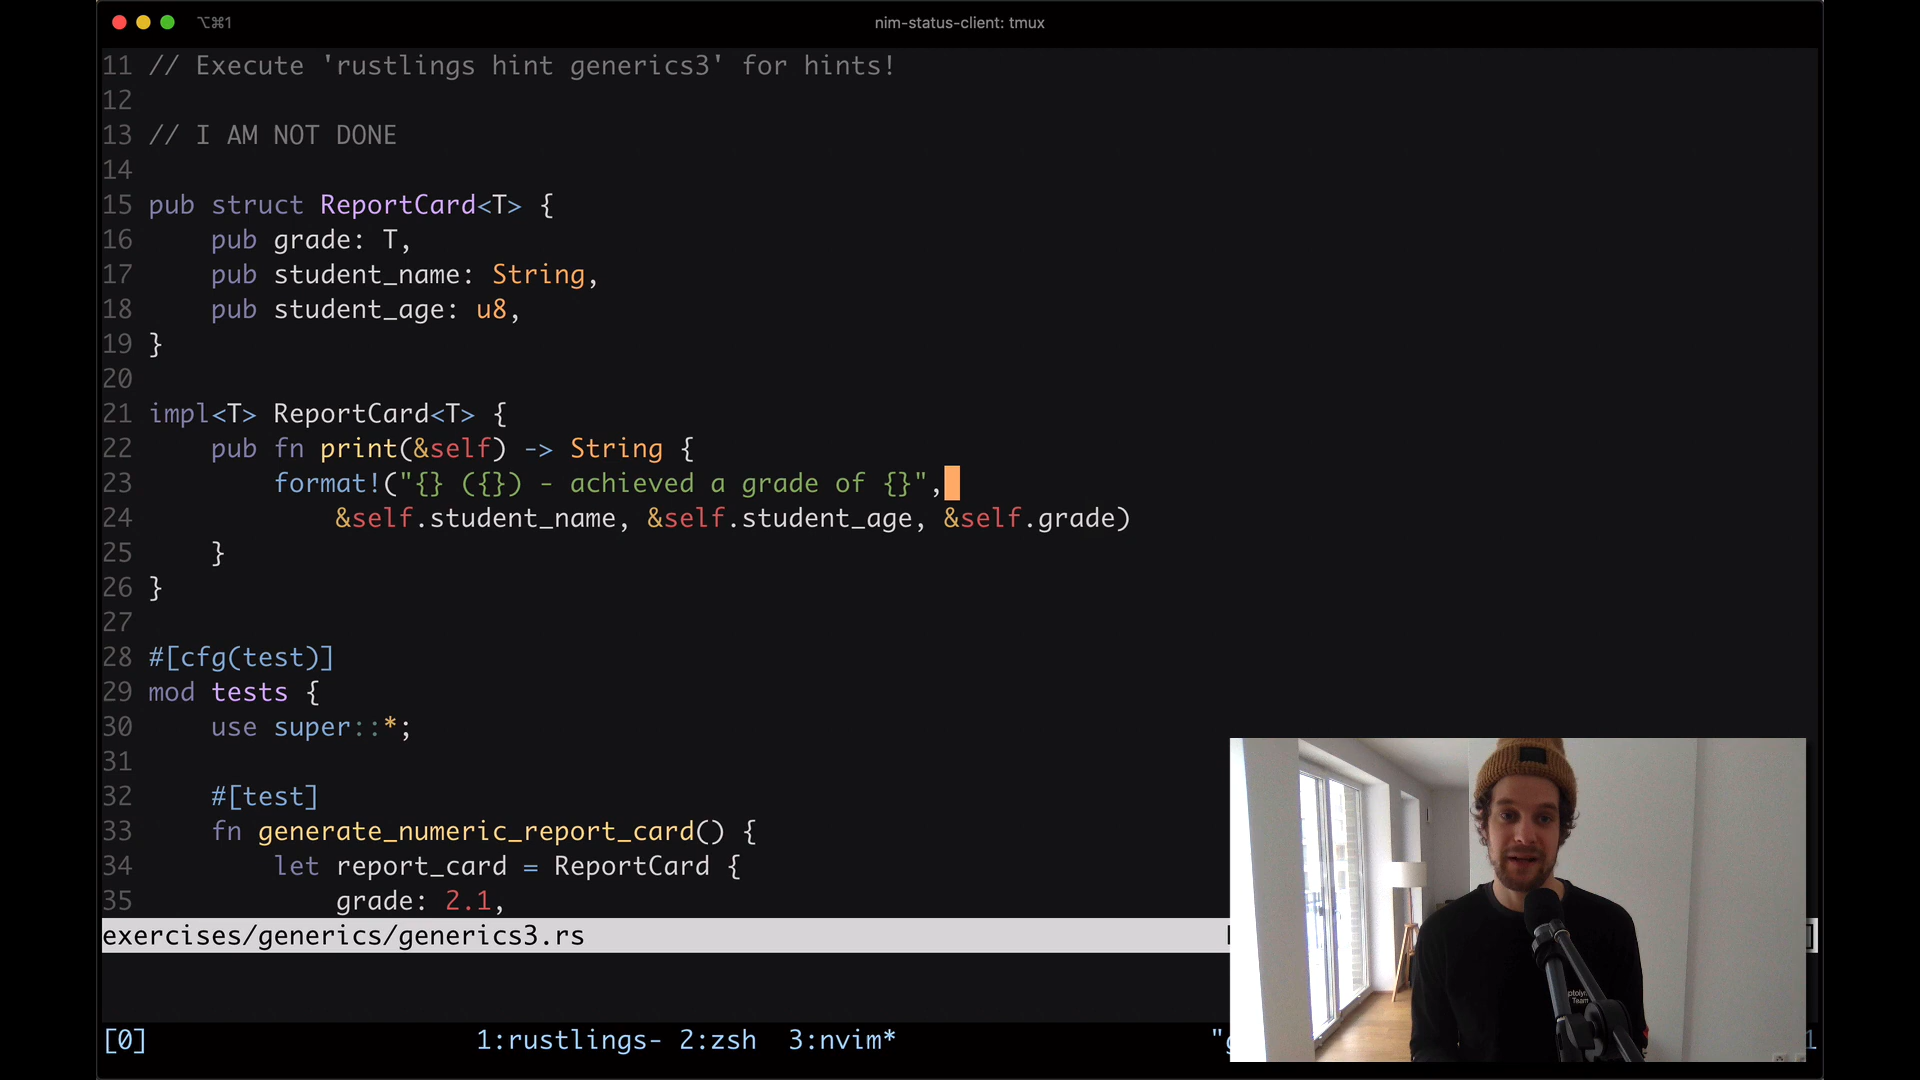 ⌥⌘1
nim-status-client: tmux
11 // Execute 'rustlings hint generics3' for hints!
12
13 // I AM NOT DONE
14
15 pub struct ReportCard<T> {
16     pub grade: T,
17     pub student_name: String,
18     pub student_age: u8,
19 }
20
21 impl<T> ReportCard<T> {
22     pub fn print(&self) -> String {
23         format!("{} ({}) - achieved a grade of {}",
24             &self.student_name, &self.student_age, &self.grade)
25     }
26 }
27
28 #[cfg(test)]
29 mod tests {
30     use super::*;
31
32     #[test]
33     fn generate_numeric_report_card() {
34         let report_card = ReportCard {
35             grade: 2.1,
exercises/generics/generics3.rs
[0] 1:rustlings- 2:zsh 3:nvim*
Team